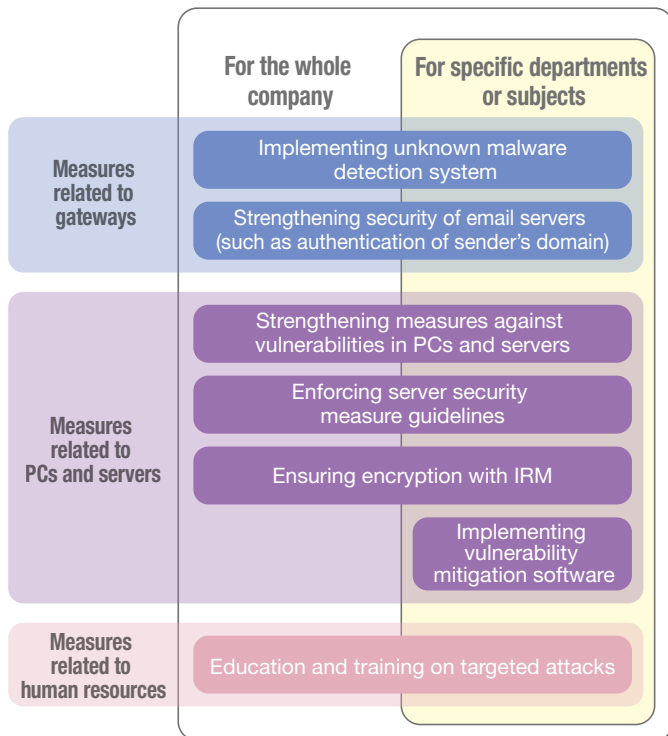 For the whole
company
For specific departments
or subjects
Measures
related to
gateways
Implementing unknown malware
detection system
Strengthening security of email servers
(such as authentication of sender's domain)
Measures
related to
PCs and servers
Strengthening measures against
vulnerabilities in PCs and servers
Enforcing server security
measure guidelines
Ensuring encryption with IRM
Implementing
vulnerability
mitigation software
Measures
related to
human resources
Education and training on targeted attacks